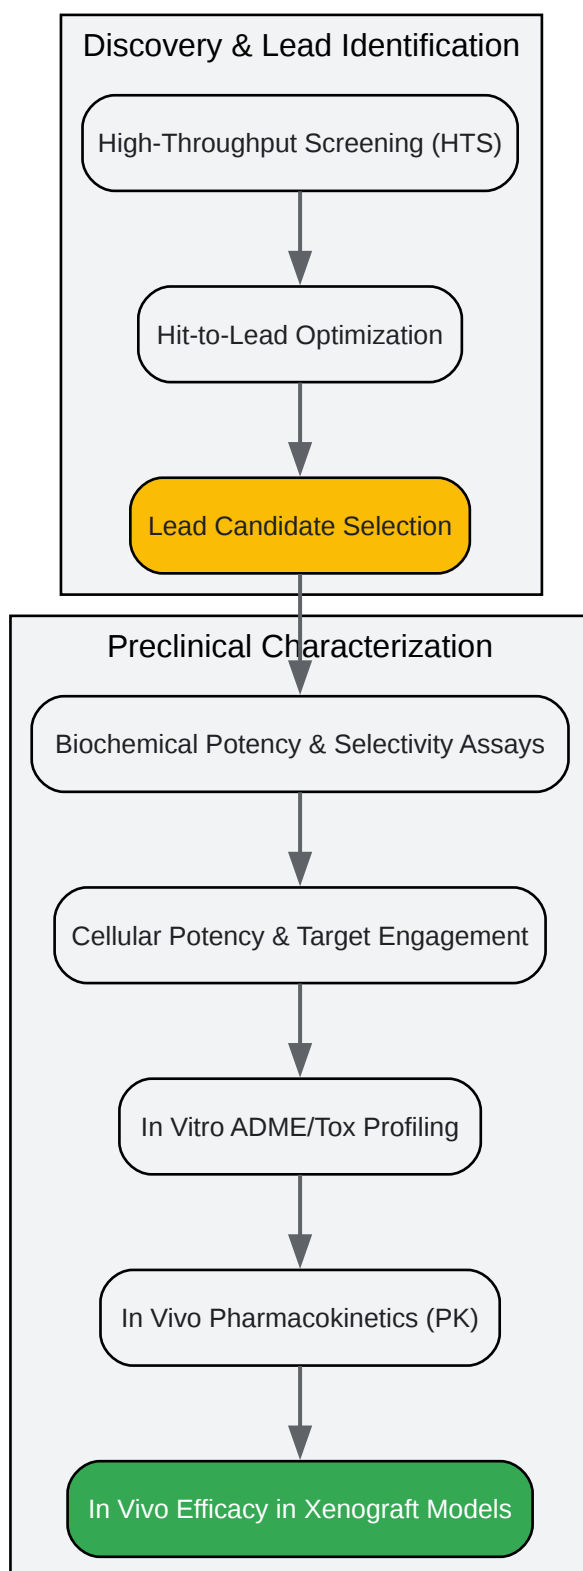 Discovery & Lead Identification
High-Throughput Screening (HTS)
Hit-to-Lead Optimization
Lead Candidate Selection
Preclinical Characterization
Biochemical Potency & Selectivity Assays
Cellular Potency & Target Engagement
In Vitro ADME/Tox Profiling
In Vivo Pharmacokinetics (PK)
In Vivo Efficacy in Xenograft Models